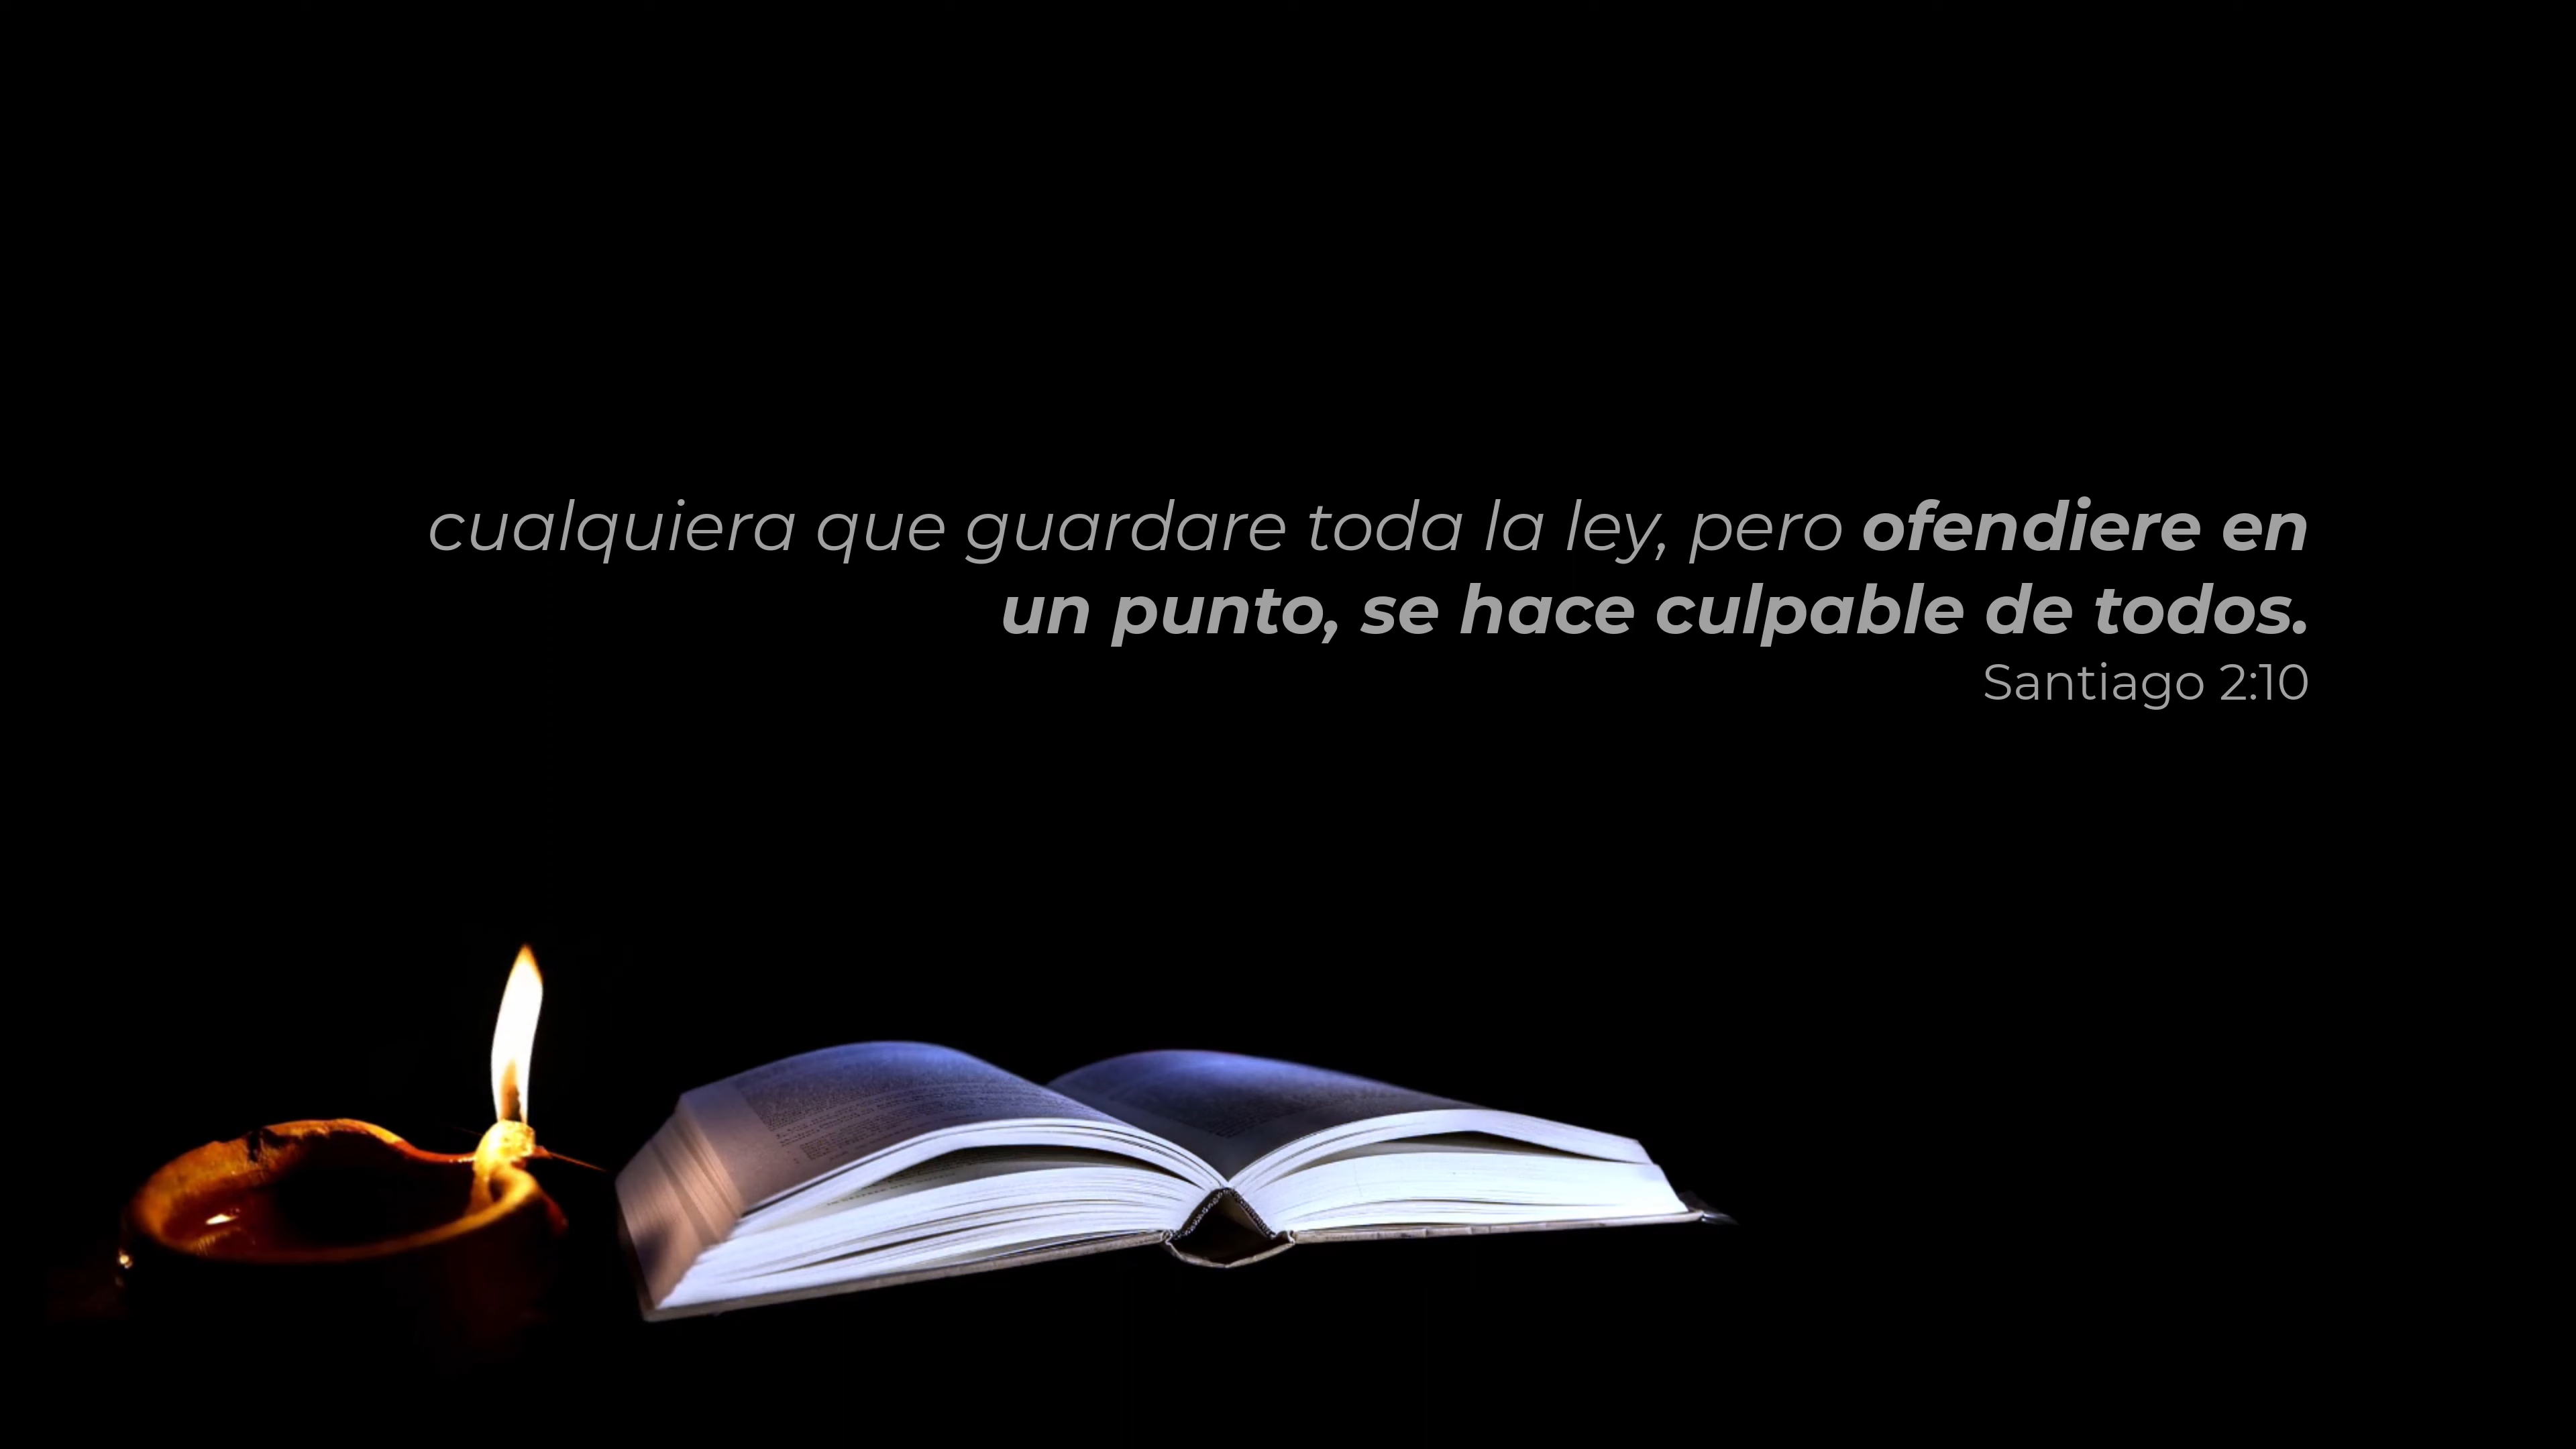 cualquiera que guardare toda la ley, pero ofendiere en
un punto, se hace culpable de todos.
Santiago 2:10